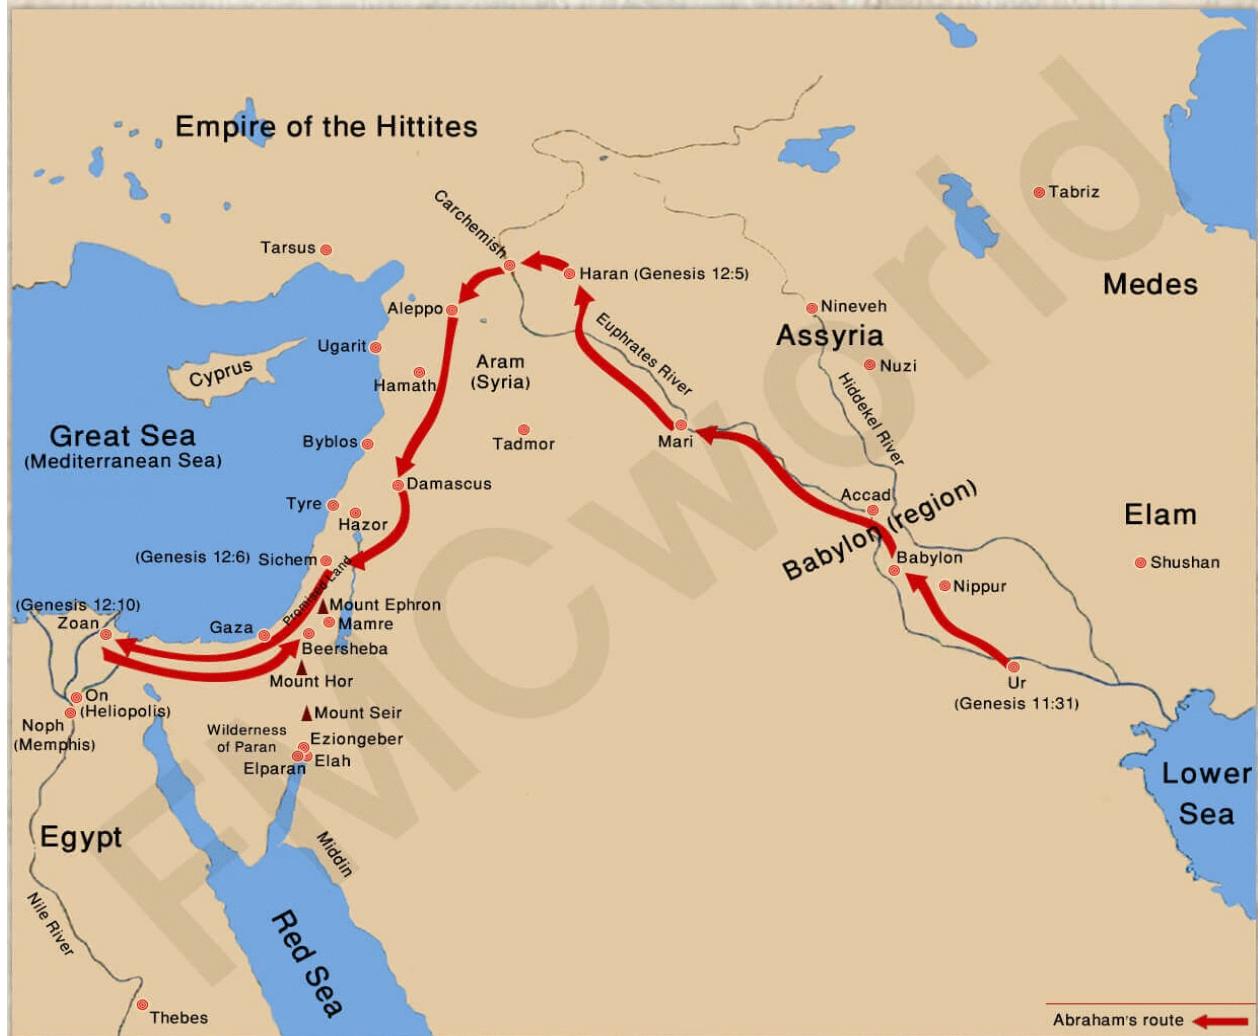 Empire of the Hittites
Tabriz
Carchemish
Tarsus
Haran (Genesis 12:5)
Medes
Aleppo
Nineveh
Assyria
Euphrates River
Ugarit
Cyprus
Hamath
Aram
(Syria)
Nuzi
Hiddekel River
Great Sea
(Mediterranean Sea)
Byblos
Tadmor
Mari
Damascus
Accad
Tyre
Hazor
Babylon (region)
Elam
(Genesis 12:6)
Sichem
Promised Land
Babylon
Shushan
Nippur
(Genesis 12:10)
Zoan
Gaza
Mount Ephron
Mamre
Beersheba
Mount Hor
Ur
(Genesis 11:31)
On
(Heliopolis)
Noph
(Memphis)
Mount Seir
Wilderness
of Paran
Eziongeber
Elparan
Elah
Lower
Sea
Egypt
Middin
Nile River
Red Sea
Thebes
Abraham's route
FMCworld